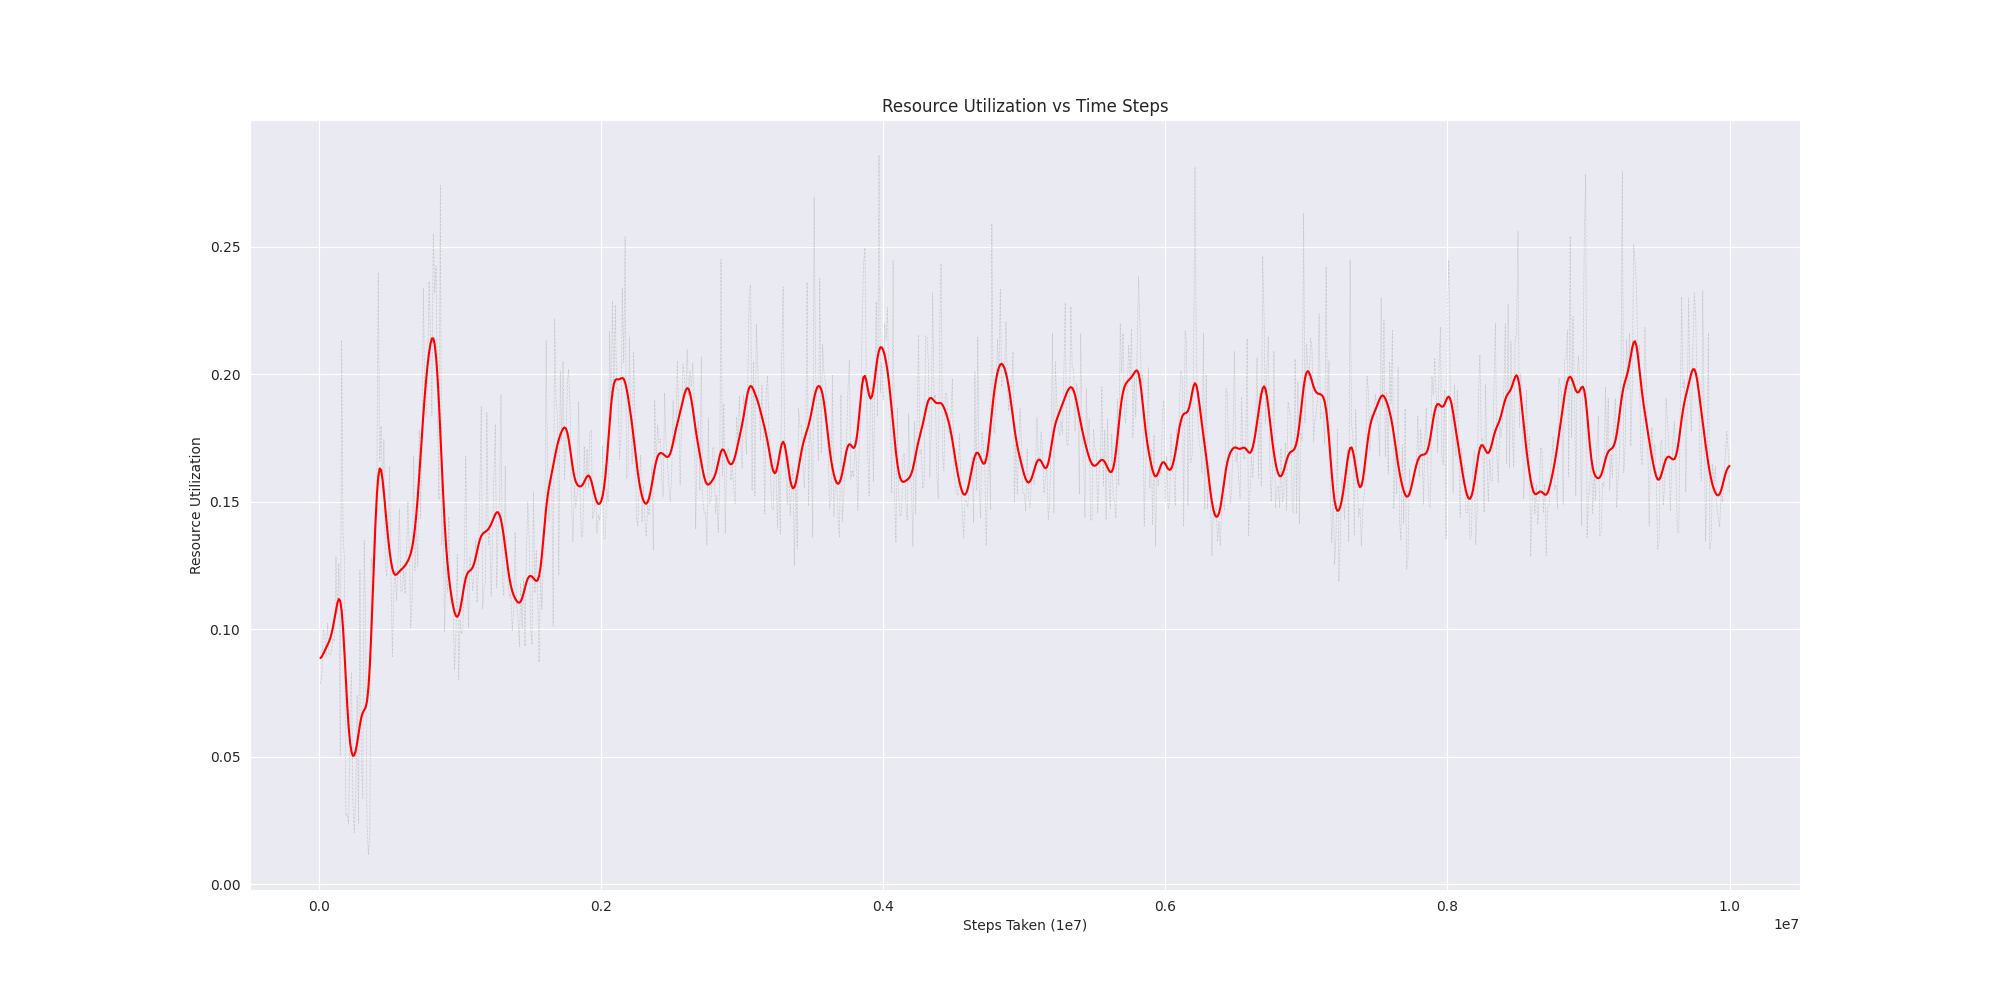 Resource Utilization vs Time Steps
Resource Utilization
0.25
0.20
0.15
0.10
0.05
0.00
0.0 0.2 0.4 0.6 0.8 1.0
Steps Taken (1e7)
1e7